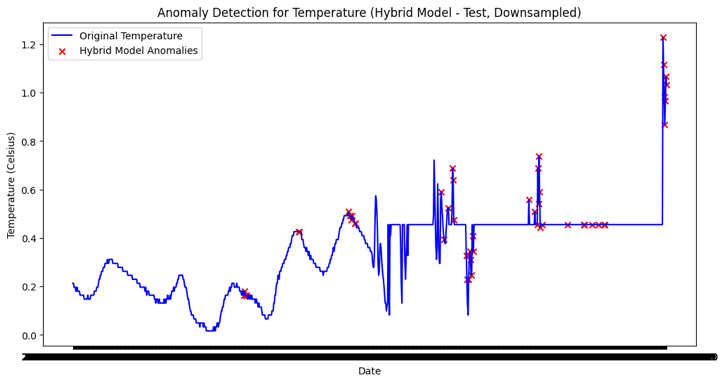 Anomaly Detection for Temperature (Hybrid Model - Test, Downsampled)
Original Temperature
Hybrid Model Anomalies
Temperature (Celsius)
1.2
1.0
0.8
0.6
0.4
0.2
0.0
Date